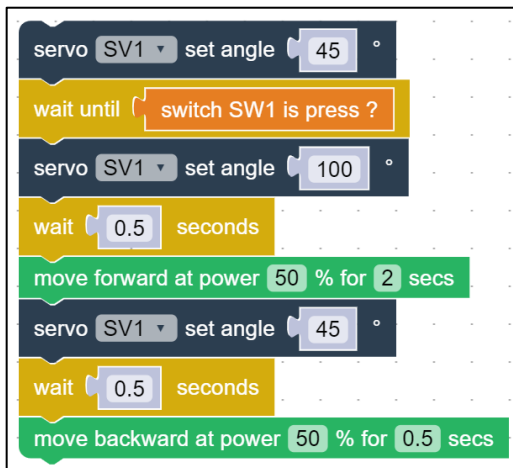 servo SV1 set angle 45 °
wait until switch SW1 is press ?
servo SV1 set angle 100 °
wait 0.5 seconds
move forward at power 50 % for 2 secs
servo SV1 set angle 45 °
wait 0.5 seconds
move backward at power 50 % for 0.5 secs